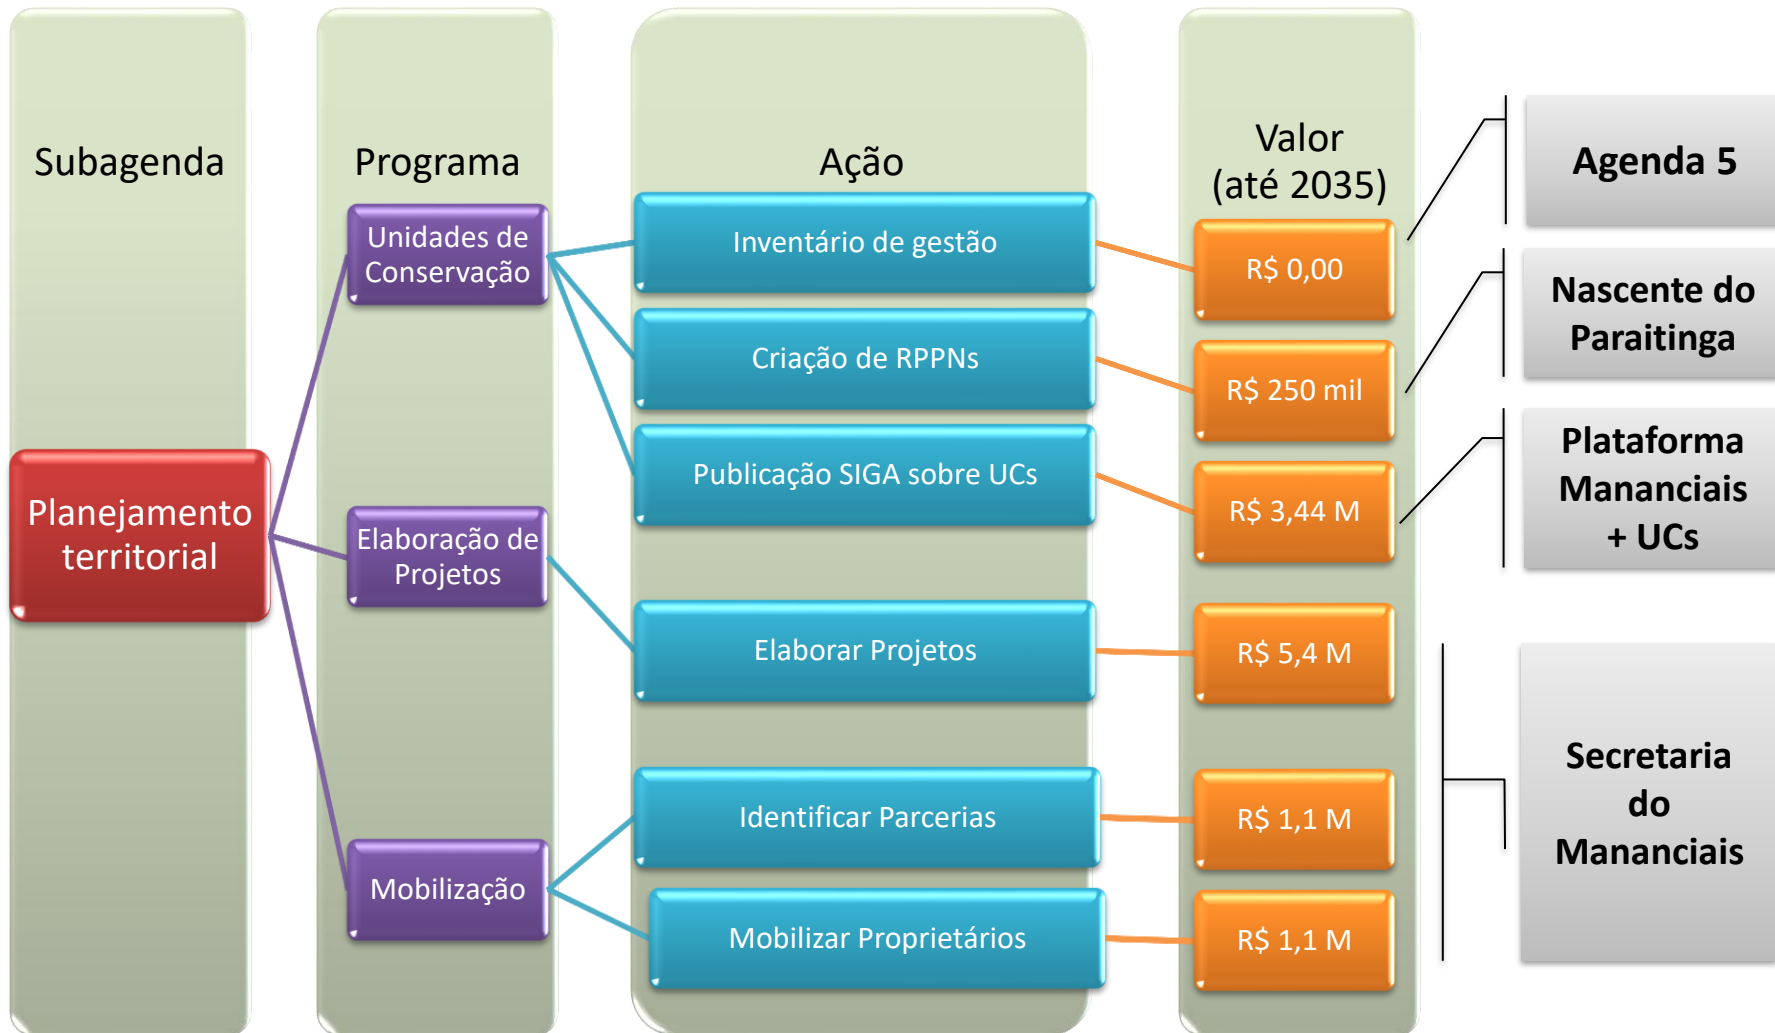 Subagenda
Programa
Ação
Valor
(até 2035)
Planejamento
territorial
Unidades de
Conservação
Inventário de gestão
R$ 0,00
Agenda 5
Criação de RPPNs
R$ 250 mil
Nascente do
Paraitinga
Publicação SIGA sobre UCs
R$ 3,44 M
Plataforma
Mananciais
+ UCs
Elaboração de
Projetos
Elaborar Projetos
R$ 5,4 M
Mobilização
Identificar Parcerias
R$ 1,1 M
Mobilizar Proprietários
R$ 1,1 M
Secretaria
do
Mananciais